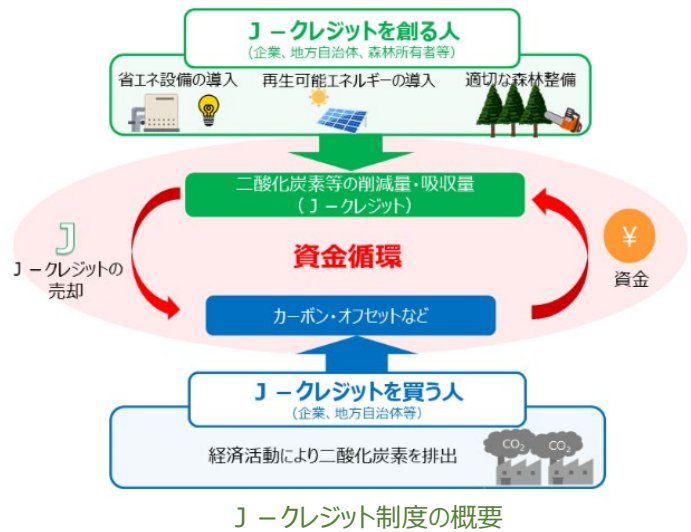 J－クレジットを創る人
（企業、地方自治体、森林所有者等）
省エネ設備の導入　再生可能エネルギーの導入　適切な森林整備
二酸化炭素等の削減量・吸収量
（J－クレジット）
J
J－クレジットの
売却
資金循環
¥
資金
カーボン・オフセットなど
J－クレジットを買う人
（企業、地方自治体等）
経済活動により二酸化炭素を排出
CO2 CO2
J－クレジット制度の概要